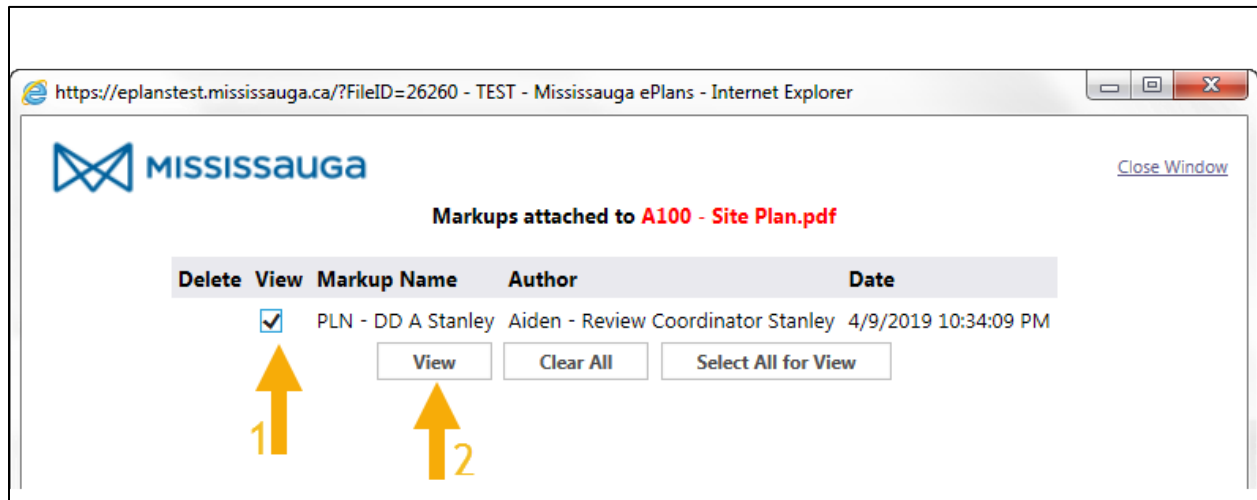 https://eplanstest.mississauga.ca/?FileID=26260 - TEST - Mississauga ePlans - Internet Explorer
MISSISSAUGA
Close Window
Markups attached to A100 - Site Plan.pdf
Delete View Markup Name Author Date
PLN - DD A Stanley Aiden - Review Coordinator Stanley 4/9/2019 10:34:09 PM
View Clear All Select All for View
1
2